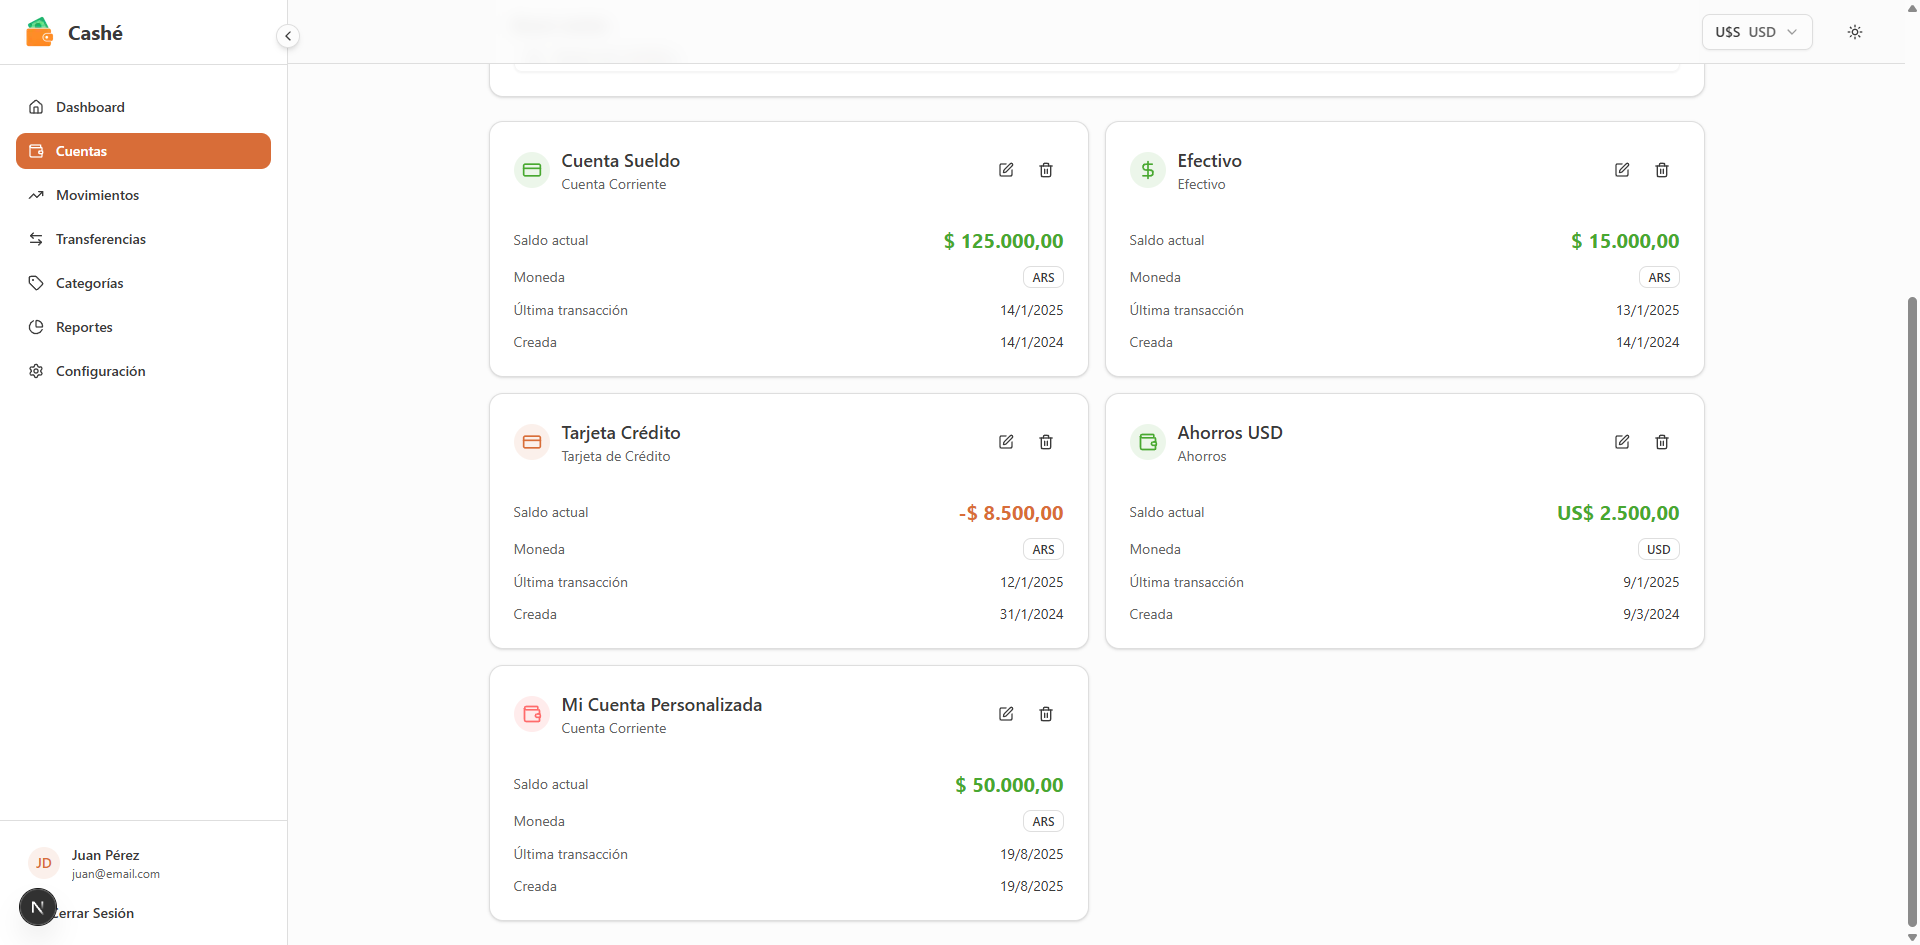 Cashé
U$S USD
Dashboard
Cuentas
Movimientos
Transferencias
Categorías
Reportes
Configuración
Juan Pérez
JD
juan@email.com
N
errar Sesión
Cuenta Sueldo
Cuenta Corriente
Saldo actual $ 125.000,00
Moneda ARS
Última transacción 14/1/2025
Creada 14/1/2024
Efectivo
Efectivo
Saldo actual $ 15.000,00
Moneda ARS
Última transacción 13/1/2025
Creada 14/1/2024
Tarjeta Crédito
Tarjeta de Crédito
Saldo actual -$ 8.500,00
Moneda ARS
Última transacción 12/1/2025
Creada 31/1/2024
Ahorros USD
Ahorros
Saldo actual US$ 2.500,00
Moneda USD
Última transacción 9/1/2025
Creada 9/3/2024
Mi Cuenta Personalizada
Cuenta Corriente
Saldo actual $ 50.000,00
Moneda ARS
Última transacción 19/8/2025
Creada 19/8/2025